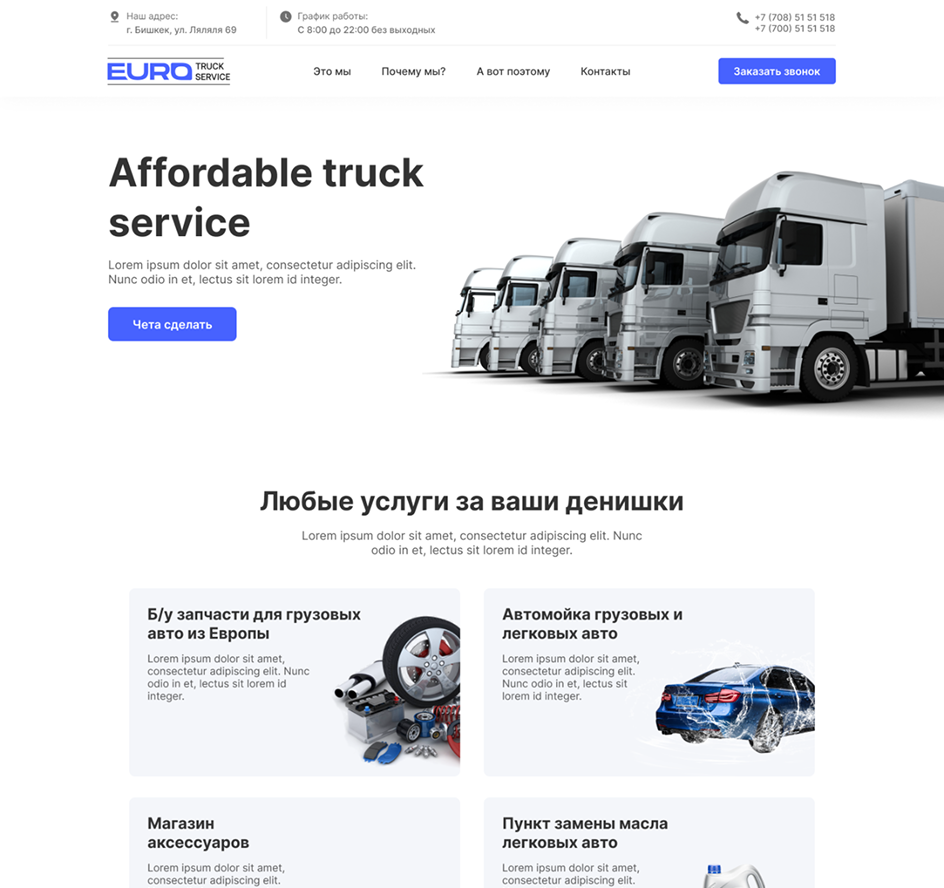 Наш адрес:
г. Бишкек, ул. Ляляля 69
График работы:
С 8:00 до 22:00 без выходных
+7 (708) 51 51 518
+7 (700) 51 51 518
EURO TRUCK
SERVICE
Это мы
Почему мы?
А вот поэтому
Контакты
Заказать звонок
Affordable truck
service
Lorem ipsum dolor sit amet, consectetur adipiscing elit.
Nunc odio in et, lectus sit lorem id integer.
Чета сделать
Любые услуги за ваши денишки
Lorem ipsum dolor sit amet, consectetur adipiscing elit. Nunc
odio in et, lectus sit lorem id integer.
Б/у запчасти для грузовых
авто из Европы
Lorem ipsum dolor sit amet,
consectetur adipiscing elit. Nunc
odio in et, lectus sit lorem id
integer.
Автомойка грузовых и
легковых авто
Lorem ipsum dolor sit amet,
consectetur adipiscing elit.
Nunc odio in et, lectus sit
lorem id integer.
Магазин
аксессуаров
Lorem ipsum dolor sit amet,
consectetur adipiscing elit.
Пункт замены масла
легковых авто
Lorem ipsum dolor sit amet,
consectetur adipiscing elit.